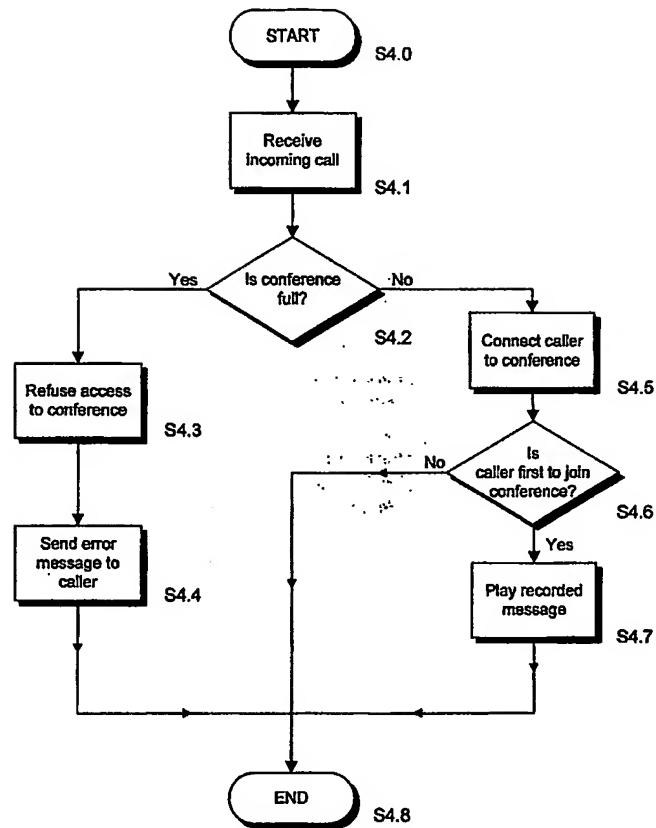 START
S4.0
Receive
incoming call
S4.1
Is conference
full?
Yes
No
S4.2
Refuse access
to conference
S4.3
Connect caller
to conference
S4.5
Is
caller first to join
conference?
No
S4.6
Yes
Send error
message to
caller
S4.4
Play recorded
message
S4.7
END
S4.8